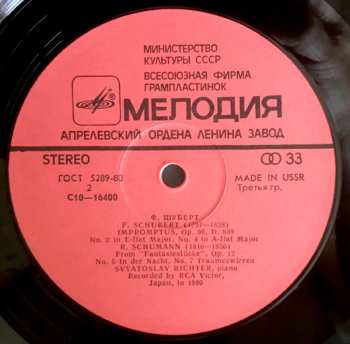 МИНИСТЕРСТВО
КУЛЬТУРЫ СССР
ВСЕСОЮЗНАЯ ФИРМА
ГРАМПЛАСТИНОК
МЕЛОДИЯ
АПРЕЛЕВСКИЙ ОРДЕНА ЛЕНИНА ЗАВОД
STEREO
33
ГОСТ 5289-80
MADE IN USSR
2
Третья гр.
С10—16400
Ф. ШУБЕРТ
F. SCHUBERT (1797-1828)
IMPROMPTUS, Op. 90, D. 899
No. 2 in E-flat Major, No. 4 in A-flat Major
R. SCHUMANN (1810-1856)
From "Fantasiestücke", Op. 12
No. 5 In der Nacht, No. 7 Traumeswirren
SVYATOSLAV RICHTER, piano
Recorded by RCA Victor,
Japan, in 1980